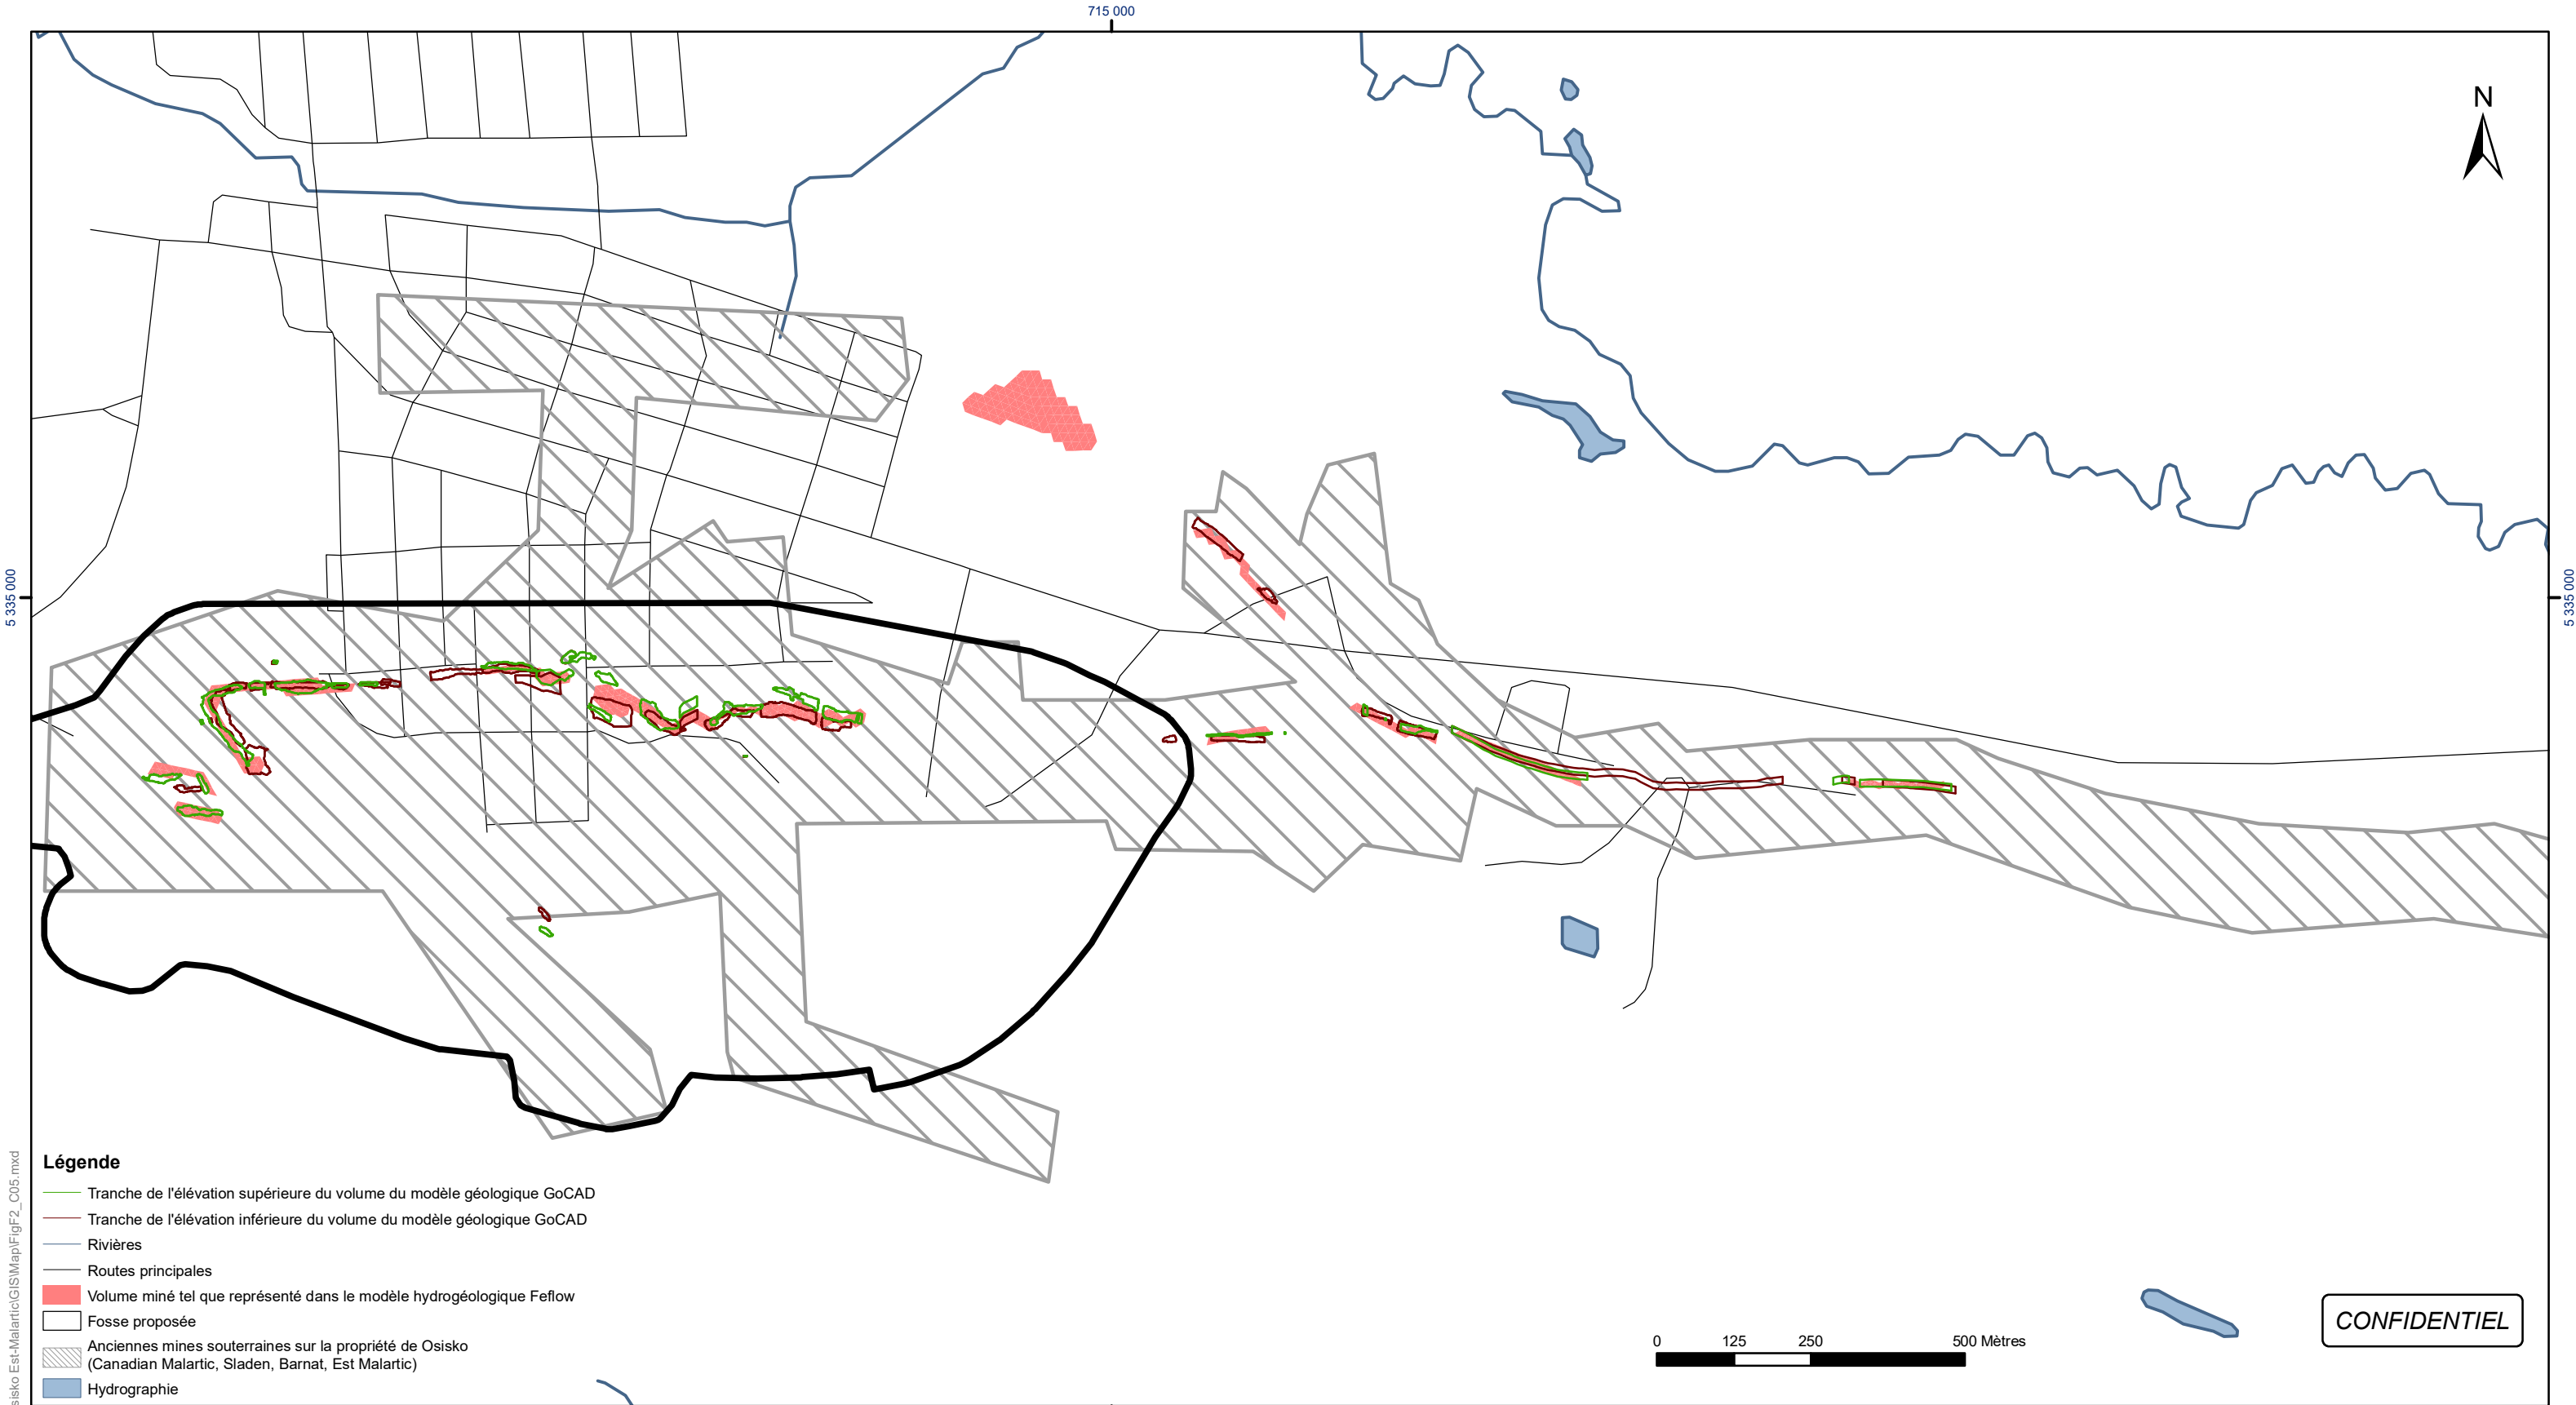 715 000
N
5 335 000
5 335 000
Légende
Tranche de l'élévation supérieure du volume du modèle géologique GoCAD
Tranche de l'élévation inférieure du volume du modèle géologique GoCAD
Rivières
Routes principales
Volume miné tel que représenté dans le modèle hydrogéologique Feflow
Fosse proposée
Anciennes mines souterraines sur la propriété de Osisko
(Canadian Malartic, Sladen, Barnat, Est Malartic)
Hydrographie
0 125 250 500 Mètres
CONFIDENTIEL
sisko Est-Malartic\GIS\Map\FigF2_C05.mxd